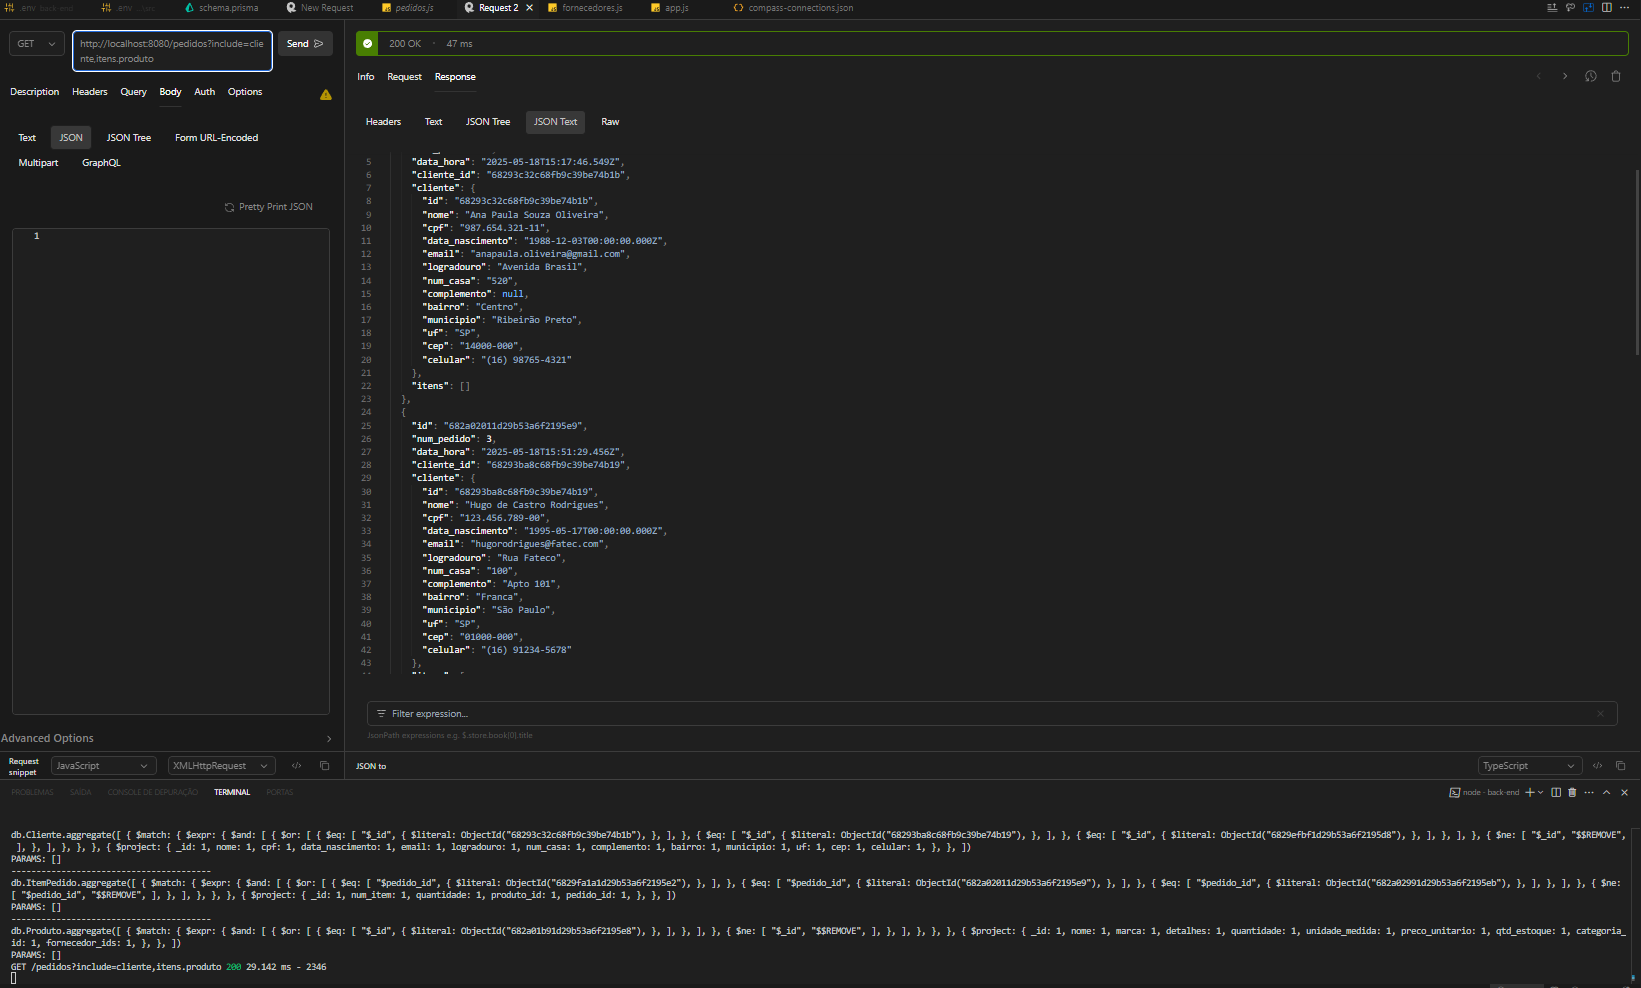 .env back-end
.env
schema.prisma
New Request
pedidos.js
Request 2
fornecedores.js
app.js
compass-connections.json
GET
http://localhost:8080/pedidos?include=clie
nte,itens.produto
Send
Description Headers Query Body Auth Options
Text JSON JSON Tree Form URL-Encoded
Multipart GraphQL
Pretty Print JSON
1
Advanced Options
Request
snippet
JavaScript
XMLHttpRequest
200 OK · 47 ms
Info Request Response
Headers Text JSON Tree JSON Text Raw
5 "data_hora": "2025-05-18T15:17:46.549Z",
6 "cliente_id": "68293c32c68fb9c39be74b1b",
7 "cliente": {
8 "id": "68293c32c68fb9c39be74b1b",
9 "nome": "Ana Paula Souza Oliveira",
10 "cpf": "987.654.321-11",
11 "data_nascimento": "1988-12-03T00:00:00.000Z",
12 "email": "anapaula.oliveira@gmail.com",
13 "logradouro": "Avenida Brasil",
14 "num_casa": "520",
15 "complemento": null,
16 "bairro": "Centro",
17 "municipio": "Ribeirão Preto",
18 "uf": "SP",
19 "cep": "14000-000",
20 "celular": "(16) 98765-4321"
21 },
22 "itens": []
23 },
24 {
25 "id": "682a02011d29b53a6f2195e9",
26 "num_pedido": 3,
27 "data_hora": "2025-05-18T15:51:29.456Z",
28 "cliente_id": "68293ba8c68fb9c39be74b19",
29 "cliente": {
30 "id": "68293ba8c68fb9c39be74b19",
31 "nome": "Hugo de Castro Rodrigues",
32 "cpf": "123.456.789-00",
33 "data_nascimento": "1995-05-17T00:00:00.000Z",
34 "email": "hugorodrigues@fatec.com",
35 "logradouro": "Rua Fateco",
36 "num_casa": "100",
37 "complemento": "Apto 101",
38 "bairro": "Franca",
39 "municipio": "São Paulo",
40 "uf": "SP",
41 "cep": "01000-000",
42 "celular": "(16) 91234-5678"
43 },
Filter expression...
JsonPath expressions e.g. $.store.book[0].title
JSON to
TypeScript
PROBLEMAS SAÍDA CONSOLE DE DEPURAÇÃO TERMINAL PORTAS
node - back-end
db.Cliente.aggregate([ { $match: { $expr: { $and: [ { $or: [ { $eq: [ "$_id", { $literal: ObjectId("68293c32c68fb9c39be74b1b"), }, ], }, { $eq: [ "$_id", { $literal: ObjectId("68293ba8c68fb9c39be74b19"), }, ], }, { $eq: [ "$_id", { $literal: ObjectId("6829efbf1d29b53a6f2195d8"), }, ], }, ], }, { $ne: [ "$_id", "$$REMOVE",
], }, ], }, }, }, { $project: { _id: 1, nome: 1, cpf: 1, data_nascimento: 1, email: 1, logradouro: 1, num_casa: 1, complemento: 1, bairro: 1, municipio: 1, uf: 1, cep: 1, celular: 1, }, }, ])
PARAMS: []
----------------------------------------
db.ItemPedido.aggregate([ { $match: { $expr: { $and: [ { $or: [ { $eq: [ "$pedido_id", { $literal: ObjectId("6829fa1a1d29b53a6f2195e2"), }, ], }, { $eq: [ "$pedido_id", { $literal: ObjectId("682a02011d29b53a6f2195e9"), }, ], }, { $eq: [ "$pedido_id", { $literal: ObjectId("682a02991d29b53a6f2195eb"), }, ], }, ], }, { $ne:
[ "$pedido_id", "$$REMOVE", ], }, ], }, }, }, { $project: { _id: 1, num_item: 1, quantidade: 1, produto_id: 1, pedido_id: 1, }, }, ])
PARAMS: []
----------------------------------------
db.Produto.aggregate([ { $match: { $expr: { $and: [ { $or: [ { $eq: [ "$_id", { $literal: ObjectId("682a01b91d29b53a6f2195e8"), }, ], }, ], }, { $ne: [ "$_id", "$$REMOVE", ], }, ], }, }, }, { $project: { _id: 1, nome: 1, marca: 1, detalhes: 1, quantidade: 1, unidade_medida: 1, preco_unitario: 1, qtd_estoque: 1, categoria_
id: 1, fornecedor_ids: 1, }, }, ])
PARAMS: []
GET /pedidos?include=cliente,itens.produto 200 29.142 ms - 2346